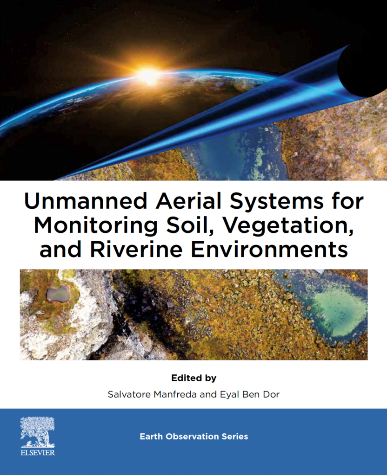 Unmanned Aerial Systems for
Monitoring Soil, Vegetation,
and Riverine Environments
Edited by
Salvatore Manfreda and Eyal Ben Dor
ELSEVIER
Earth Observation Series